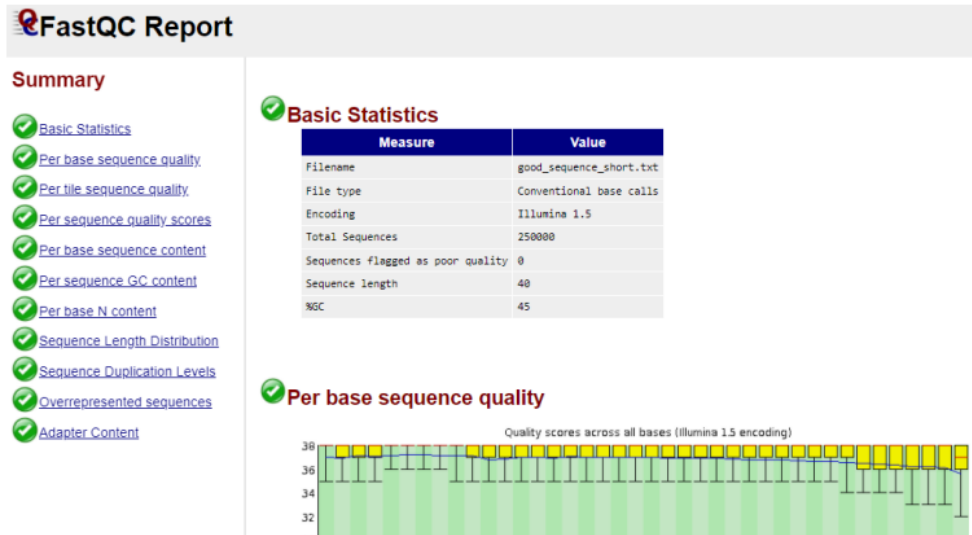 FastQC Report
Summary
Basic Statistics
Per base sequence quality
Per tile sequence quality
Per sequence quality scores
Per base sequence content
Per sequence GC content
Per base N content
Sequence Length Distribution
Sequence Duplication Levels
Overrepresented sequences
Adapter Content
Basic Statistics
Measure Value
Filename good_sequence_short.txt
File type Conventional base calls
Encoding Illumina 1.5
Total Sequences 250000
Sequences flagged as poor quality 0
Sequence length 40
%GC 45
Per base sequence quality
Quality scores across all bases (Illumina 1.5 encoding)
38
36
34
32